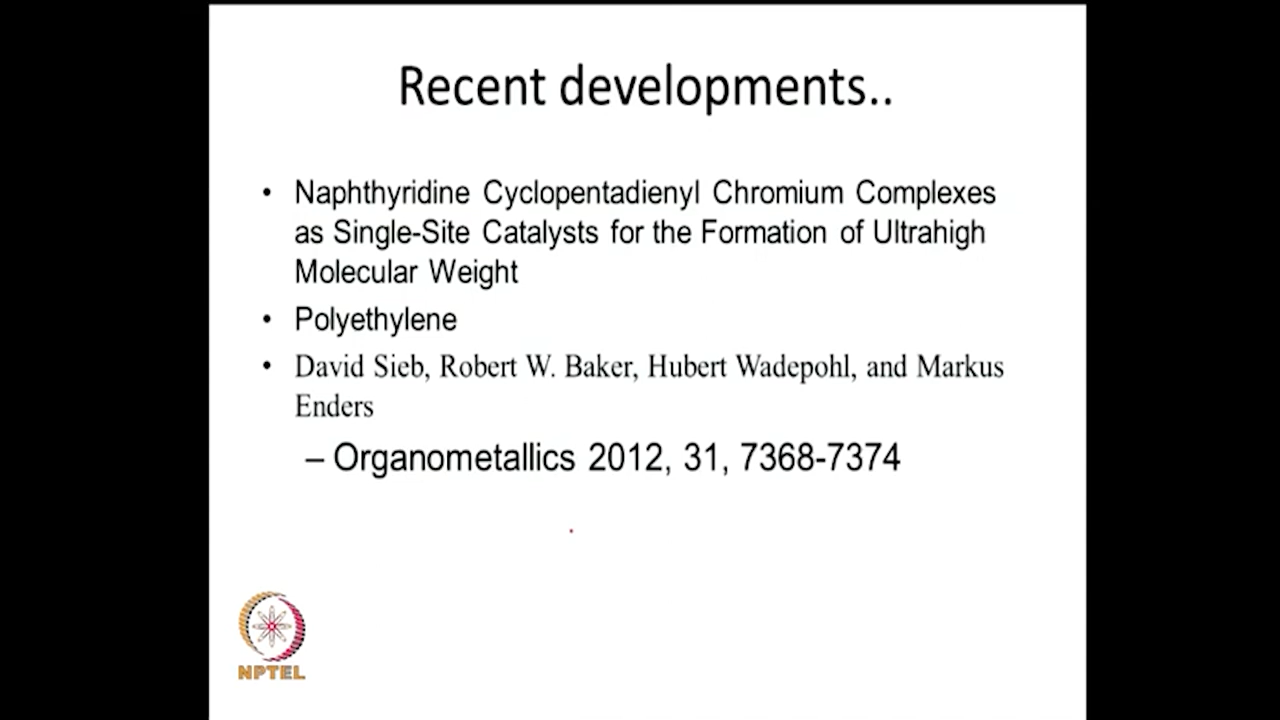 Recent developments..
• Naphthyridine Cyclopentadienyl Chromium Complexes
as Single-Site Catalysts for the Formation of Ultrahigh
Molecular Weight
• Polyethylene
• David Sieb, Robert W. Baker, Hubert Wadepohl, and Markus
Enders
– Organometallics 2012, 31, 7368-7374
NPTEL